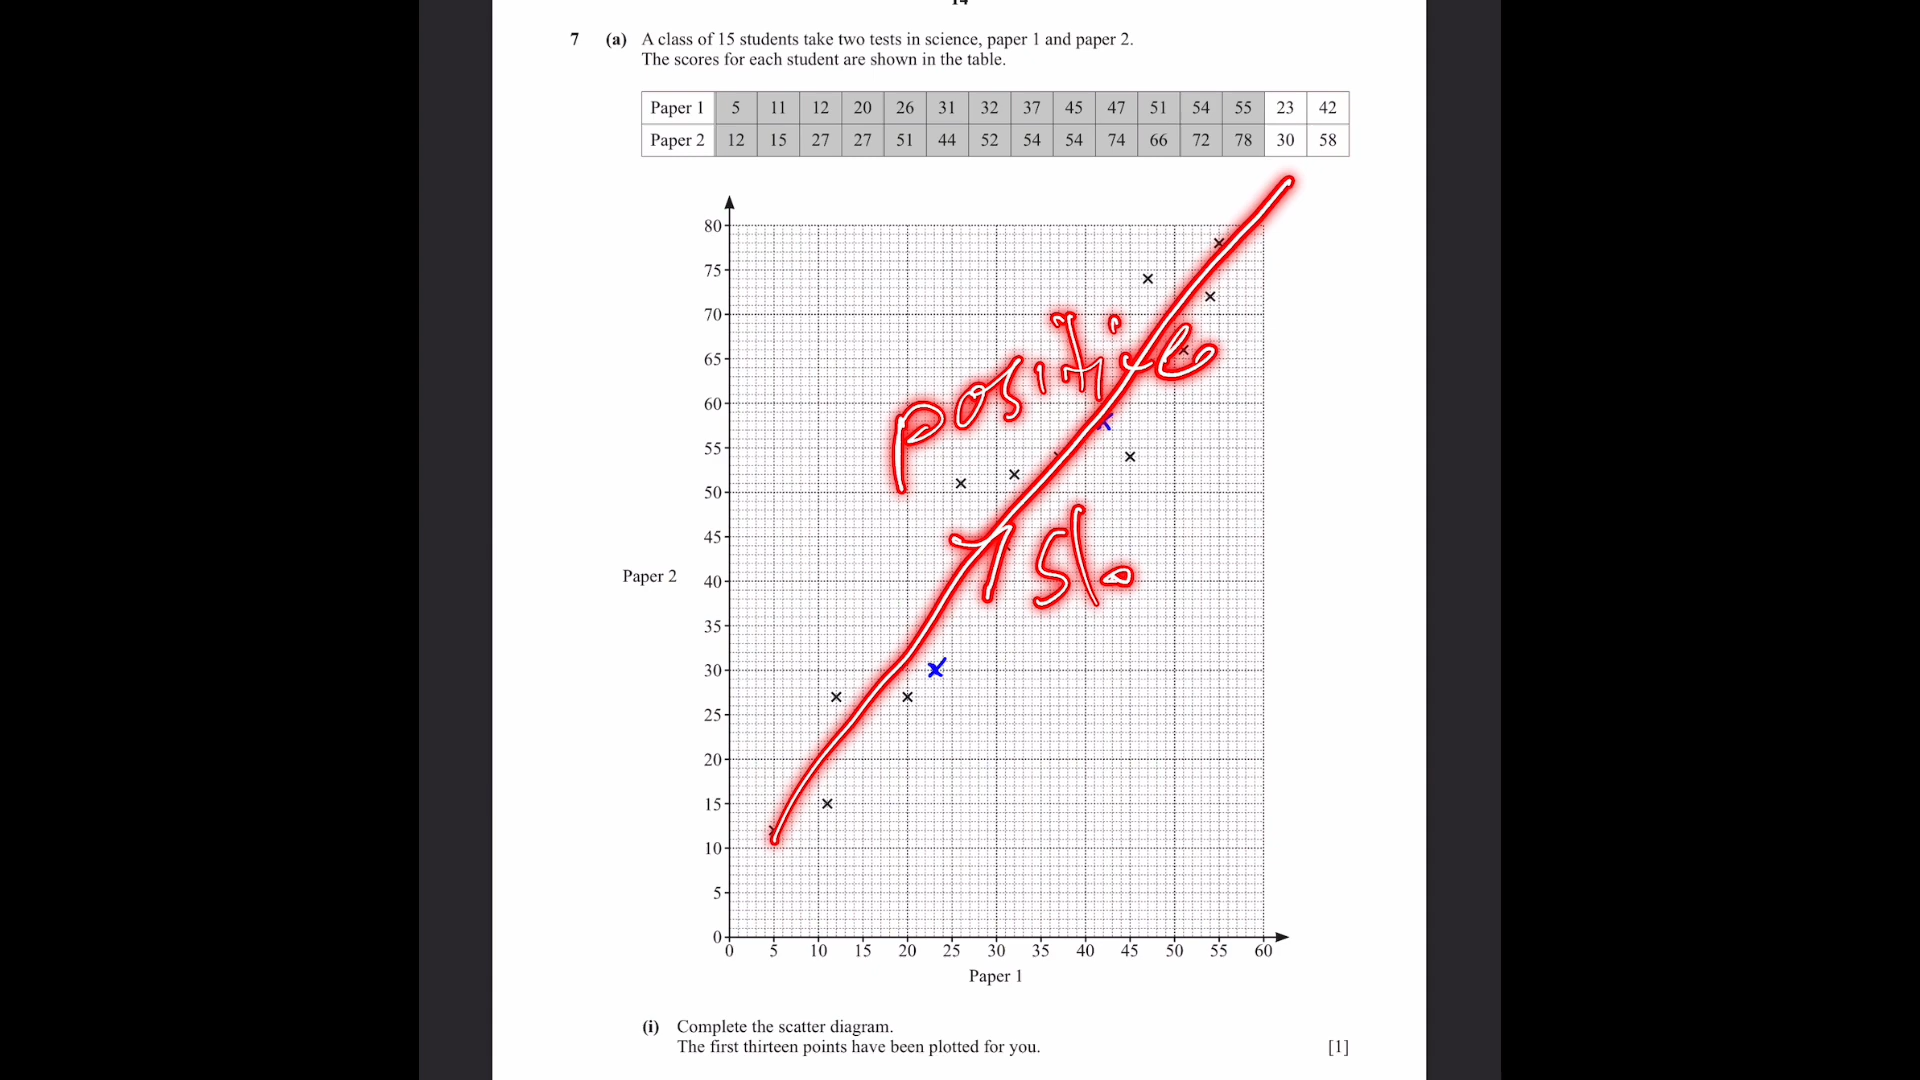 14
7 (a) A class of 15 students take two tests in science, paper 1 and paper 2.
The scores for each student are shown in the table.
Paper 1 5 11 12 20 26 31 32 37 45 47 51 54 55 23 42
Paper 2 12 15 27 27 51 44 52 54 54 74 66 72 78 30 58
80
75
70
65
60
55
50
45
Paper 2 40
35
30
25
20
15
10
5
0
0 5 10 15 20 25 30 35 40 45 50 55 60
Paper 1
positive
slo
(i) Complete the scatter diagram.
The first thirteen points have been plotted for you. [1]